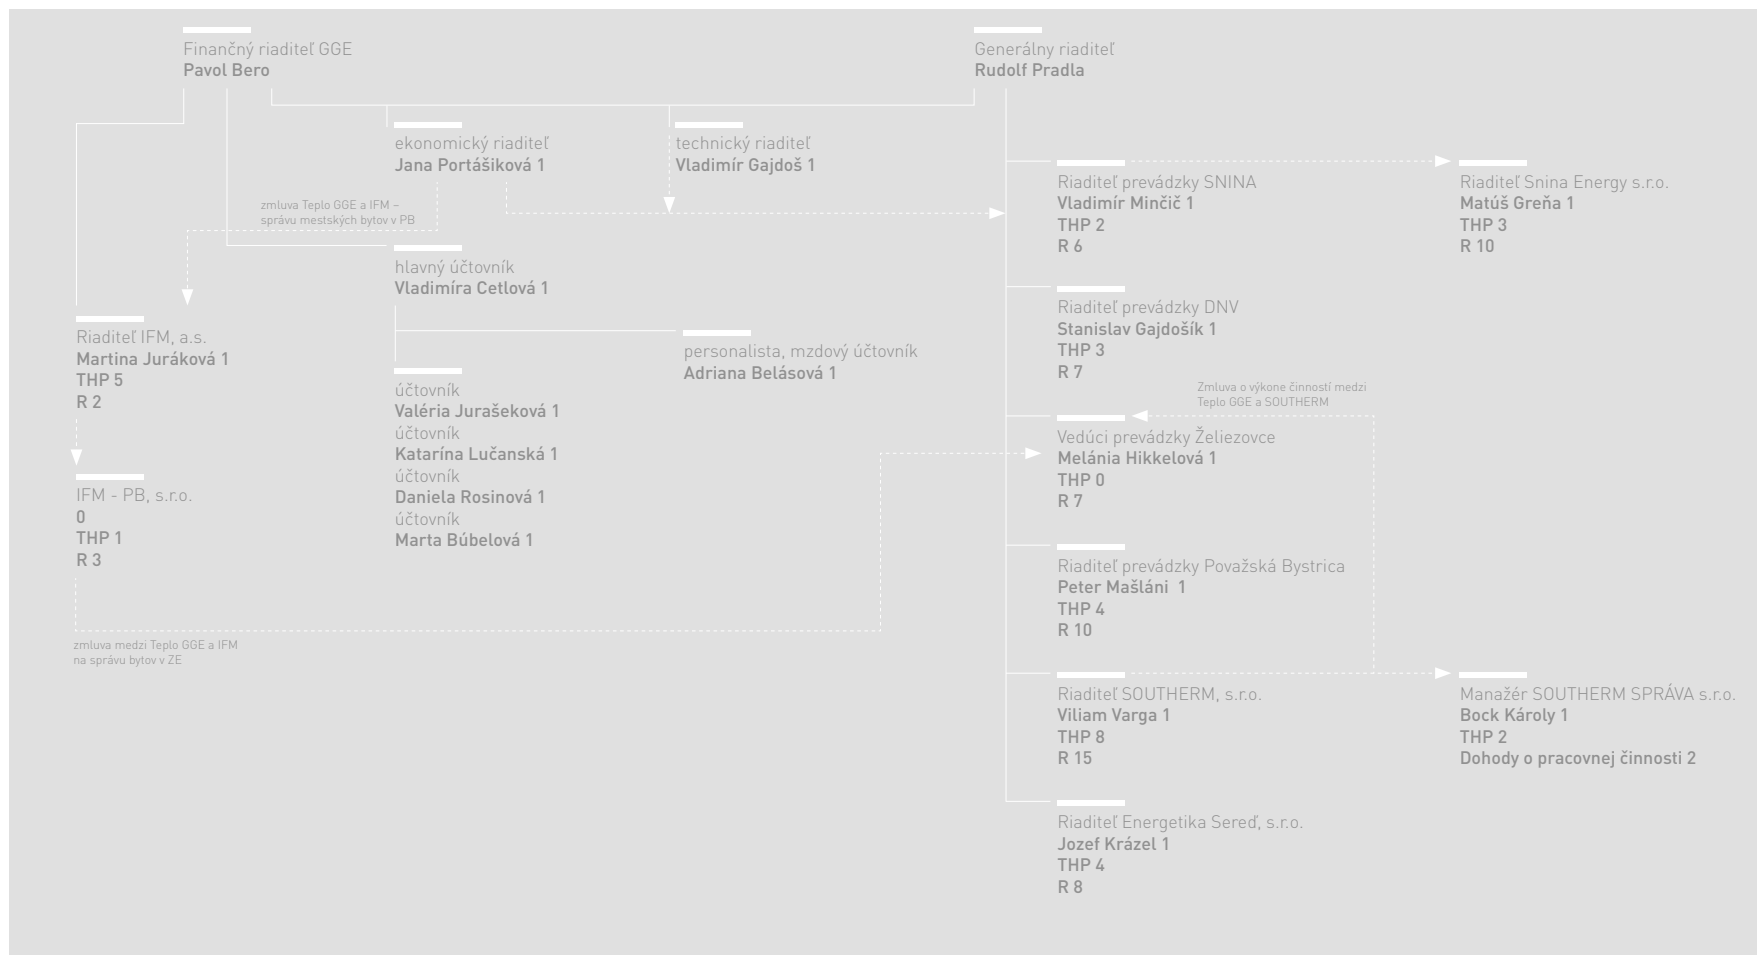 Finančný riaditeľ GGE
Pavol Bero
Generálny riaditeľ
Rudolf Pradla
ekonomický riaditeľ
Jana Portášiková 1
technický riaditeľ
Vladimír Gajdoš 1
zmluva Teplo GGE a IFM –
správu mestských bytov v PB
Riaditeľ prevádzky SNINA
Vladimír Minčič 1
THP 2
R 6
Riaditeľ Snina Energy s.r.o.
Matúš Greňa 1
THP 3
R 10
hlavný účtovník
Vladimíra Cetlová 1
Riaditeľ prevádzky DNV
Stanislav Gajdošík 1
THP 3
R 7
Riaditeľ IFM, a.s.
Martina Juráková 1
THP 5
R 2
personalista, mzdový účtovník
Adriana Belásová 1
účtovník
Valéria Jurašeková 1
účtovník
Katarína Lučanská 1
účtovník
Daniela Rosinová 1
účtovník
Marta Búbelová 1
Zmluva o výkone činností medzi
Teplo GGE a SOUTHERM
Vedúci prevádzky Želiezovce
Melánia Hikkelová 1
THP 0
R 7
IFM - PB, s.r.o.
0
THP 1
R 3
Riaditeľ prevádzky Považská Bystrica
Peter Mašláni  1
THP 4
R 10
zmluva medzi Teplo GGE a IFM
na správu bytov v ZE
Riaditeľ SOUTHERM, s.r.o.
Viliam Varga 1
THP 8
R 15
Manažér SOUTHERM SPRÁVA s.r.o.
Bock Károly 1
THP 2
Dohody o pracovnej činnosti 2
Riaditeľ Energetika Sereď, s.r.o.
Jozef Krázel 1
THP 4
R 8